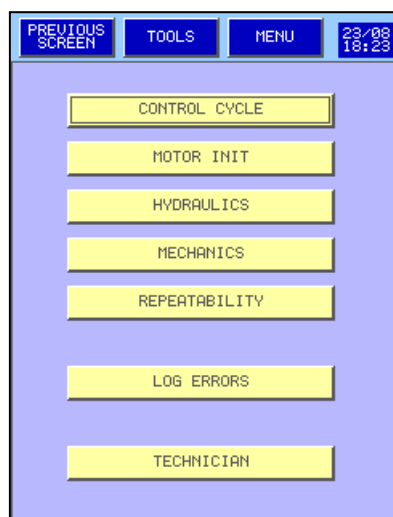 PREVIOUS
SCREEN
TOOLS
MENU
23/08
18:23
CONTROL CYCLE
MOTOR INIT
HYDRAULICS
MECHANICS
REPEATABILITY
LOG ERRORS
TECHNICIAN